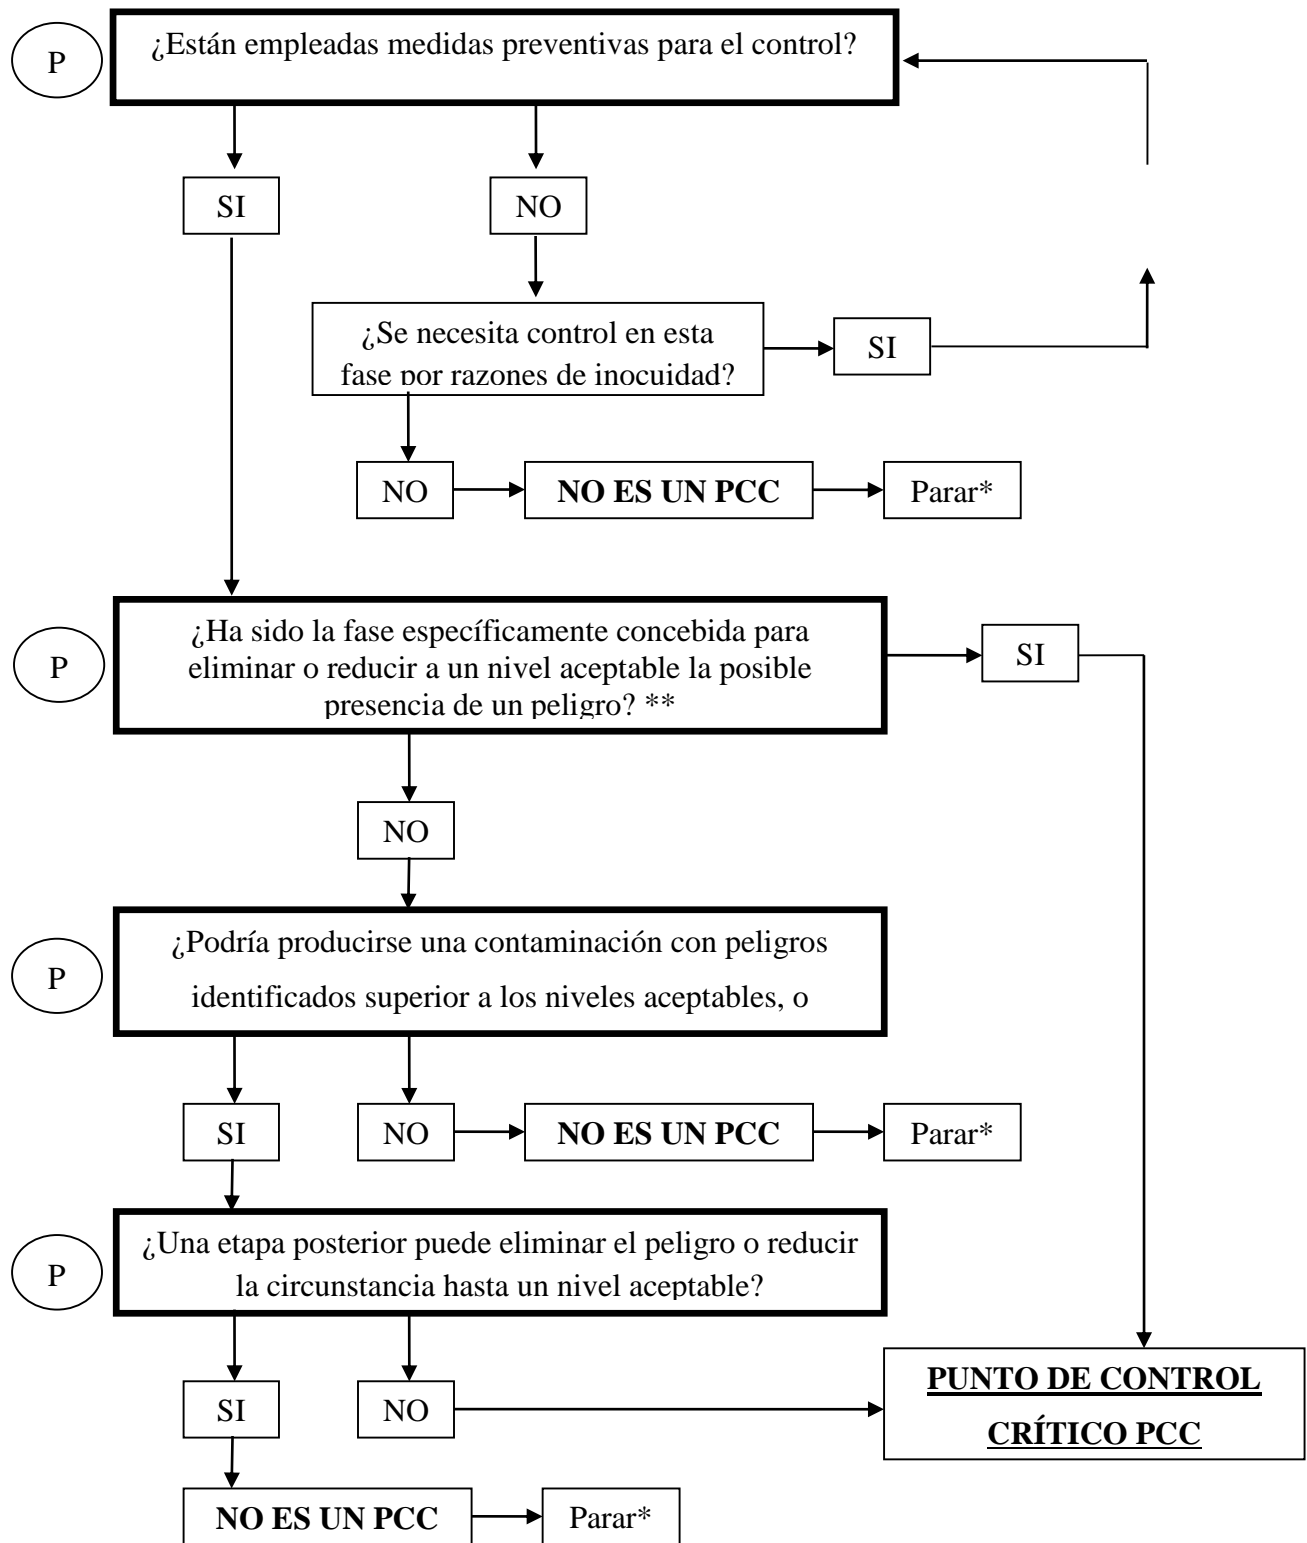 P
¿Están empleadas medidas preventivas para el control?
SI
NO
¿Se necesita control en esta
fase por razones de inocuidad?
SI
NO
NO ES UN PCC
Parar*
P
¿Ha sido la fase específicamente concebida para
eliminar o reducir a un nivel aceptable la posible
presencia de un peligro? **
SI
NO
P
¿Podría producirse una contaminación con peligros
identificados superior a los niveles aceptables, o
SI
NO
NO ES UN PCC
Parar*
P
¿Una etapa posterior puede eliminar el peligro o reducir
la circunstancia hasta un nivel aceptable?
SI
NO
PUNTO DE CONTROL
CRÍTICO PCC
NO ES UN PCC
Parar*